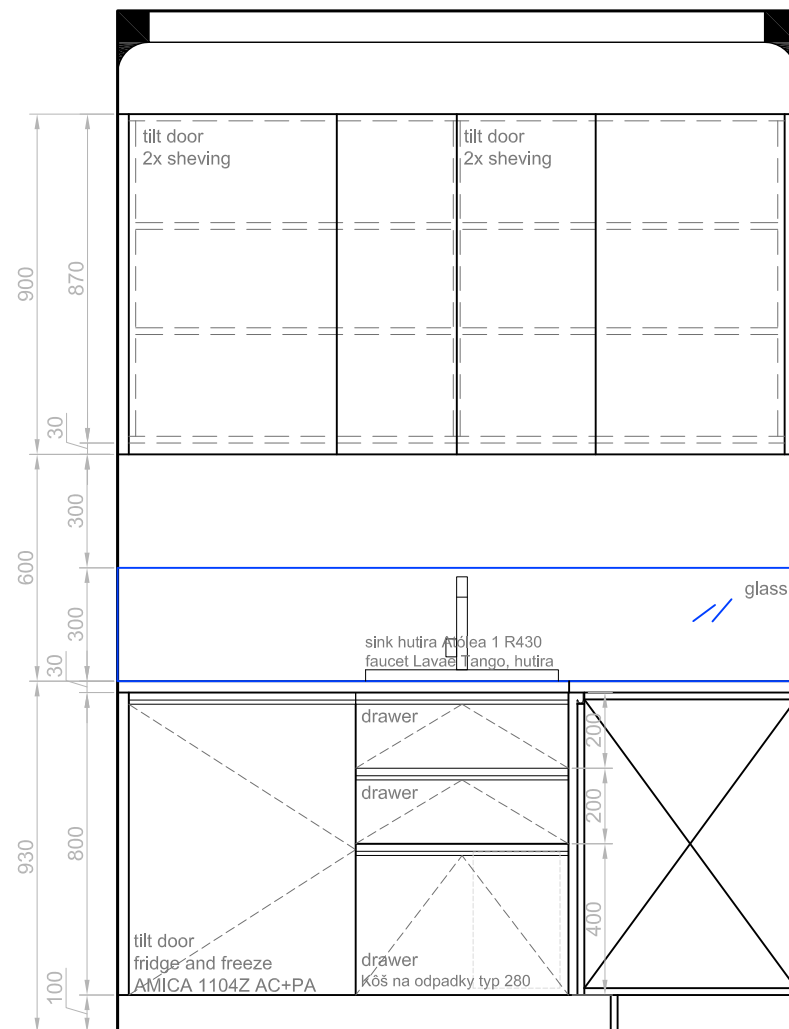 tilt door
2x sheving
tilt door
2x sheving
900
870
30
300
600
300
30
glass
sink hutira Atólea 1 R430
faucet Lavae Tango, hutira
drawer
200
drawer
200
930
800
400
tilt door
fridge and freeze
AMICA 1104Z AC+PA
drawer
Kôš na odpadky typ 280
100